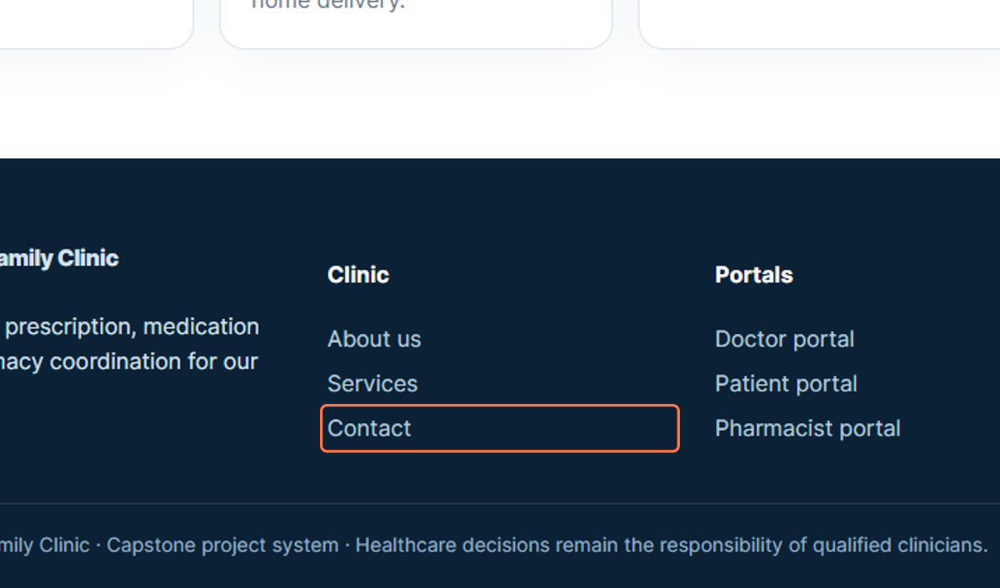 home delivery.
amily Clinic
prescription, medication
macy coordination for our
Clinic
About us
Services
Contact
Portals
Doctor portal
Patient portal
Pharmacist portal
mily Clinic · Capstone project system · Healthcare decisions remain the responsibility of qualified clinicians.